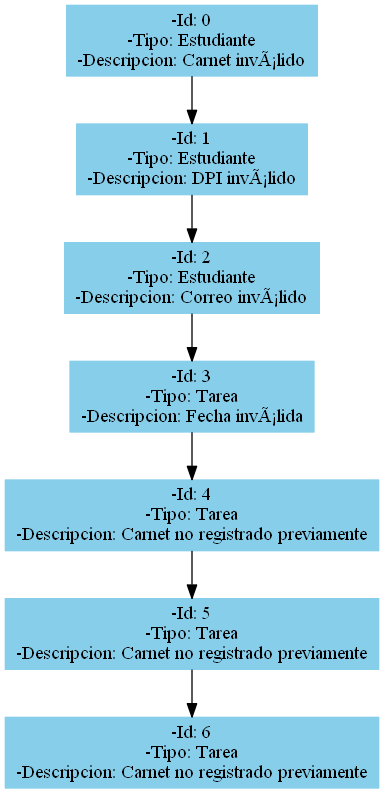 -Id: 0
-Tipo: Estudiante
-Descripcion: Carnet invÃ¡lido
-Id: 1
-Tipo: Estudiante
-Descripcion: DPI invÃ¡lido
-Id: 2
-Tipo: Estudiante
-Descripcion: Correo invÃ¡lido
-Id: 3
-Tipo: Tarea
-Descripcion: Fecha invÃ¡lida
-Id: 4
-Tipo: Tarea
-Descripcion: Carnet no registrado previamente
-Id: 5
-Tipo: Tarea
-Descripcion: Carnet no registrado previamente
-Id: 6
-Tipo: Tarea
-Descripcion: Carnet no registrado previamente